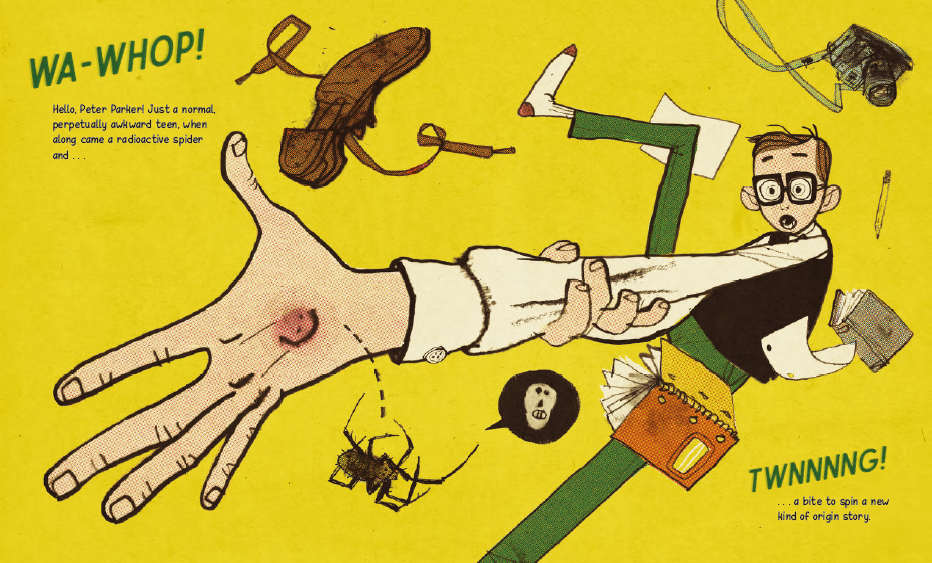 WA-WHOP!
Hello, Peter Parker! Just a normal,
perpetually awkward teen, when
along came a radioactive spider
and . . .
TWNNNNG!
. . . a bite to spin a new
kind of origin story.